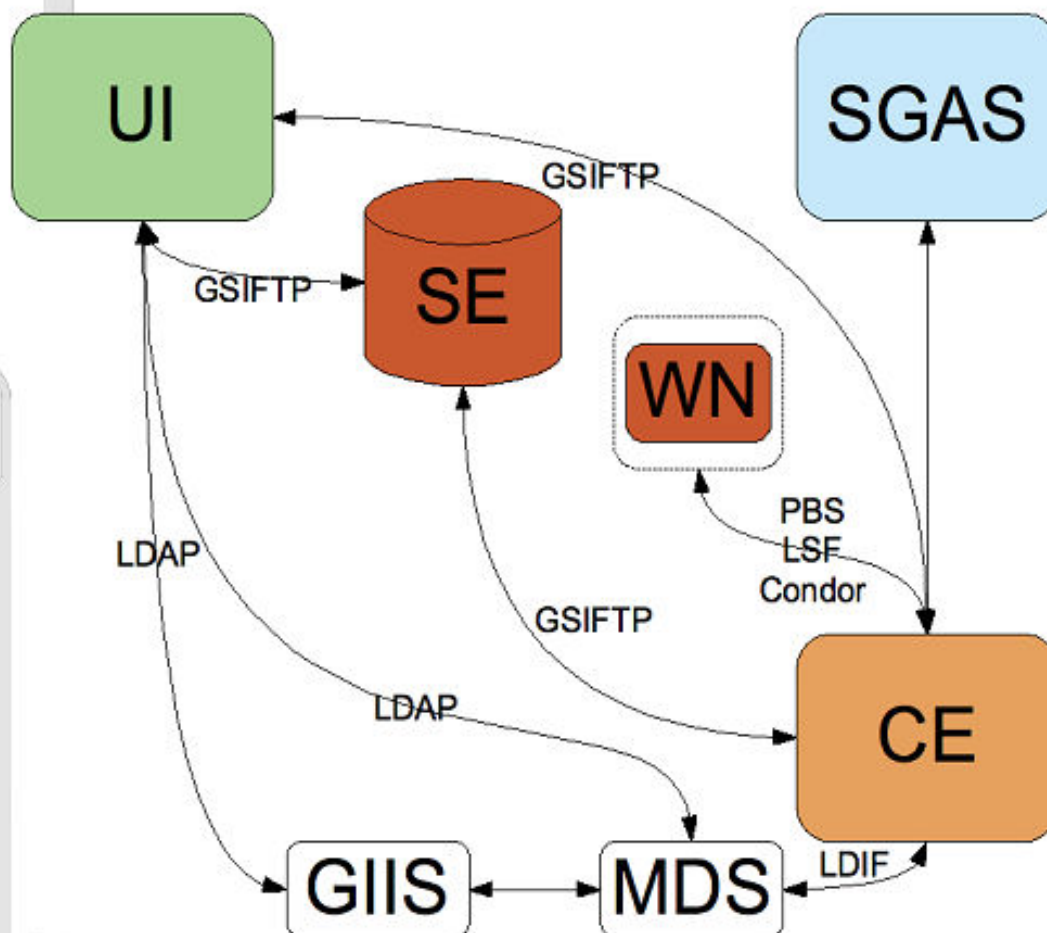 UI
SGAS
GSIFTP
SE
GSIFTP
WN
PBS
LSF
Condor
LDAP
GSIFTP
LDAP
CE
GIIS
MDS
LDIF